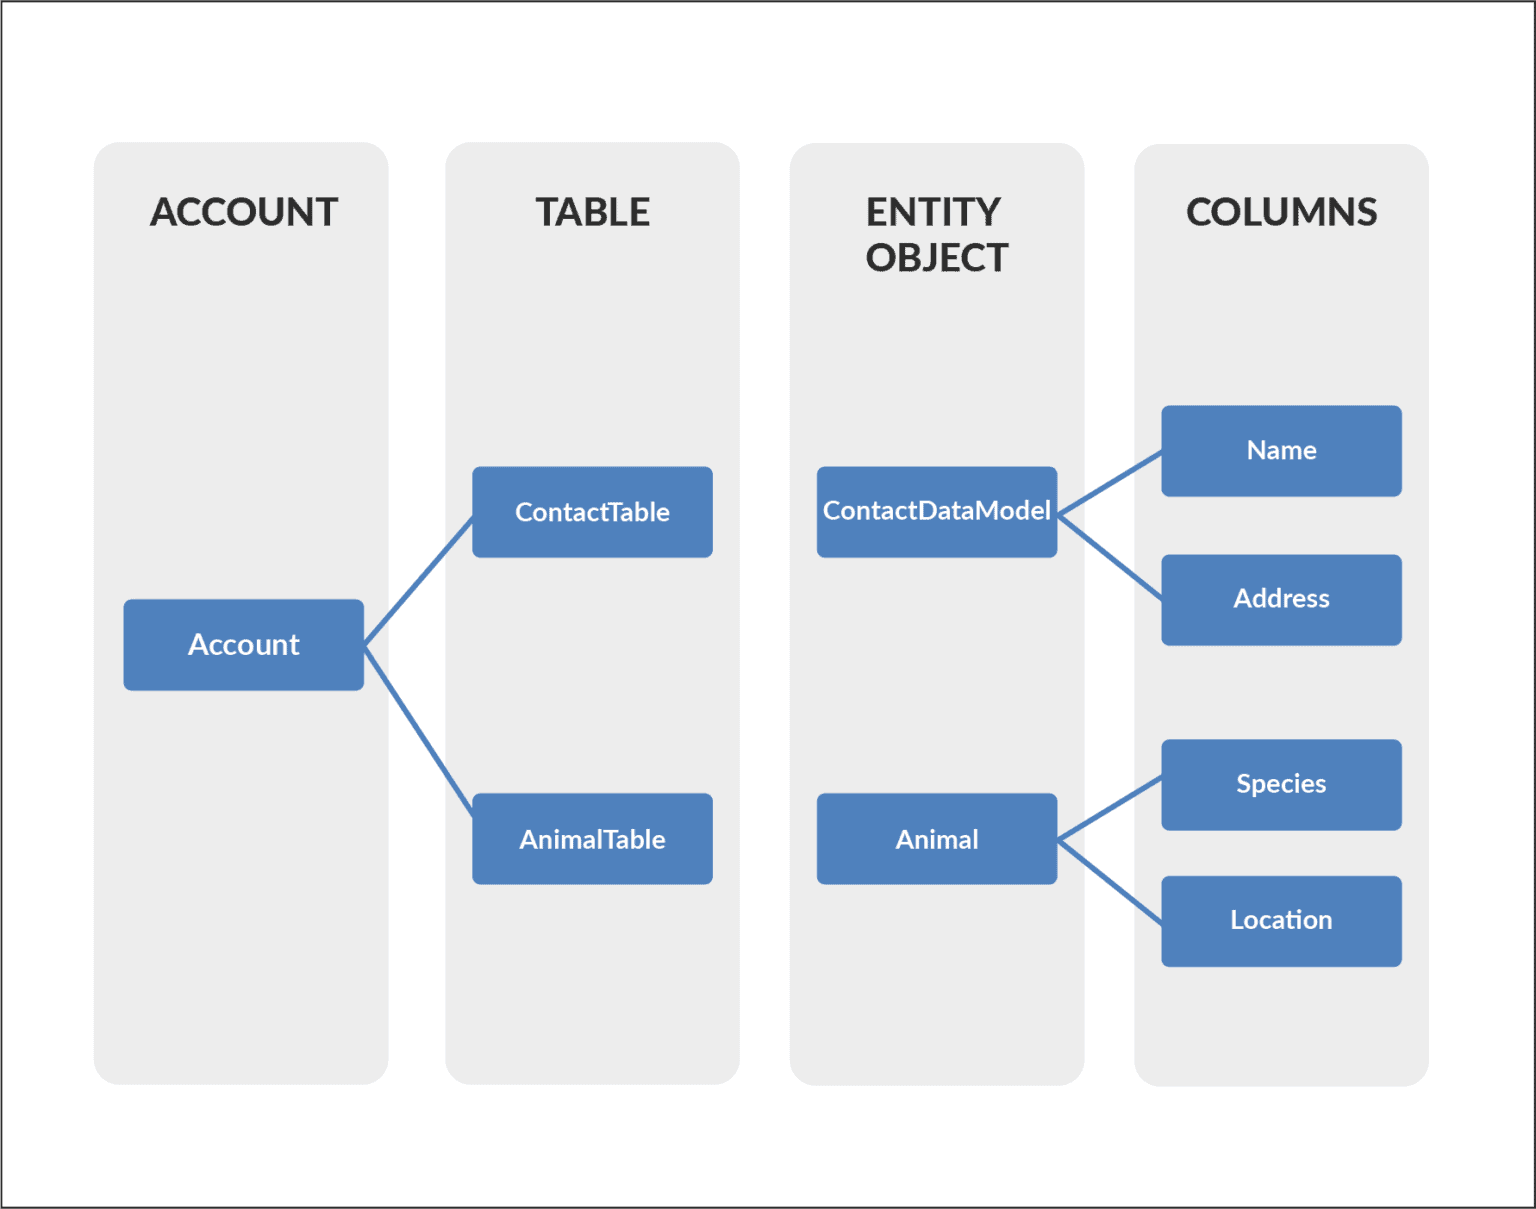 ACCOUNT
TABLE
ENTITY
OBJECT
COLUMNS
Account
ContactTable
AnimalTable
ContactDataModel
Animal
Name
Address
Species
Location